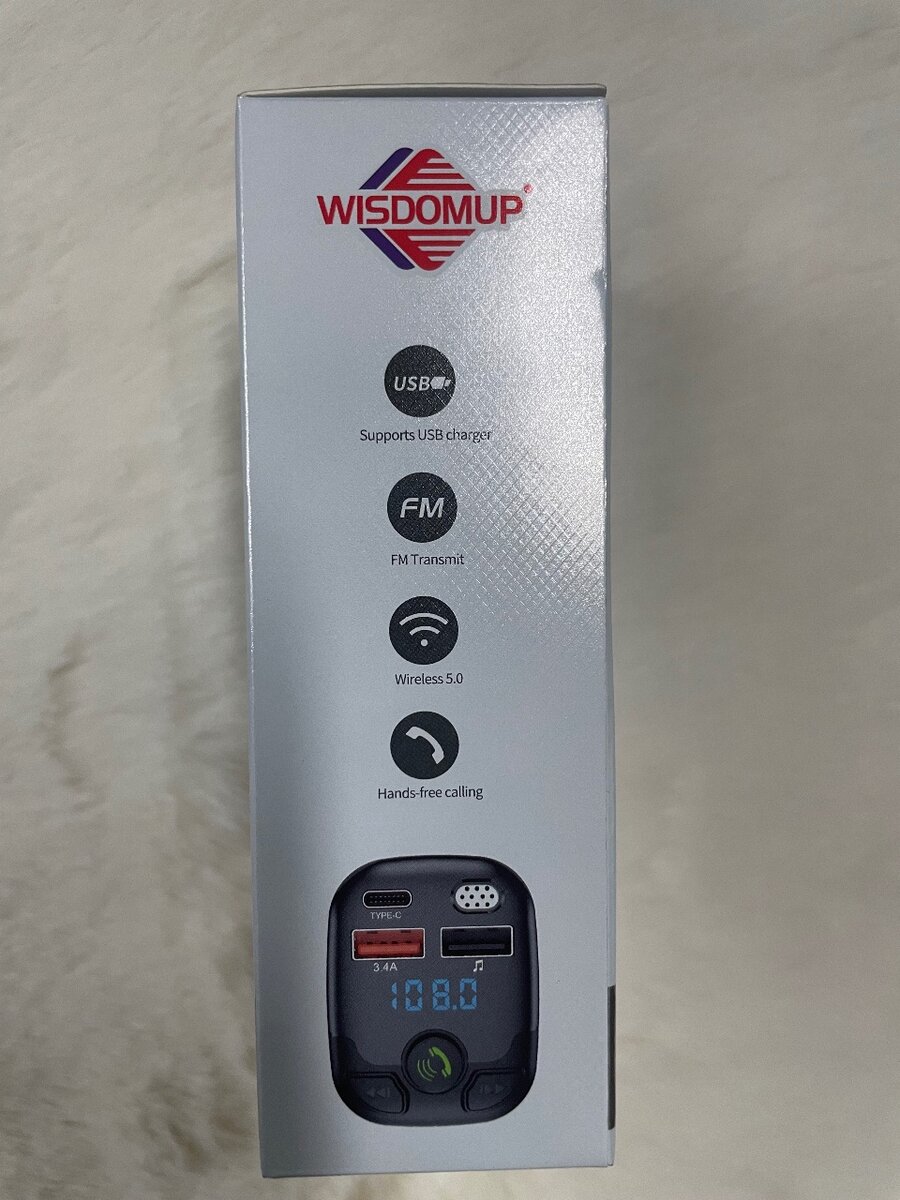 WISDOMUP®
USB
Supports USB charger
FM
FM Transmit
Wireless 5.0
Hands-free calling
TYPE-C
3.4A
108.0